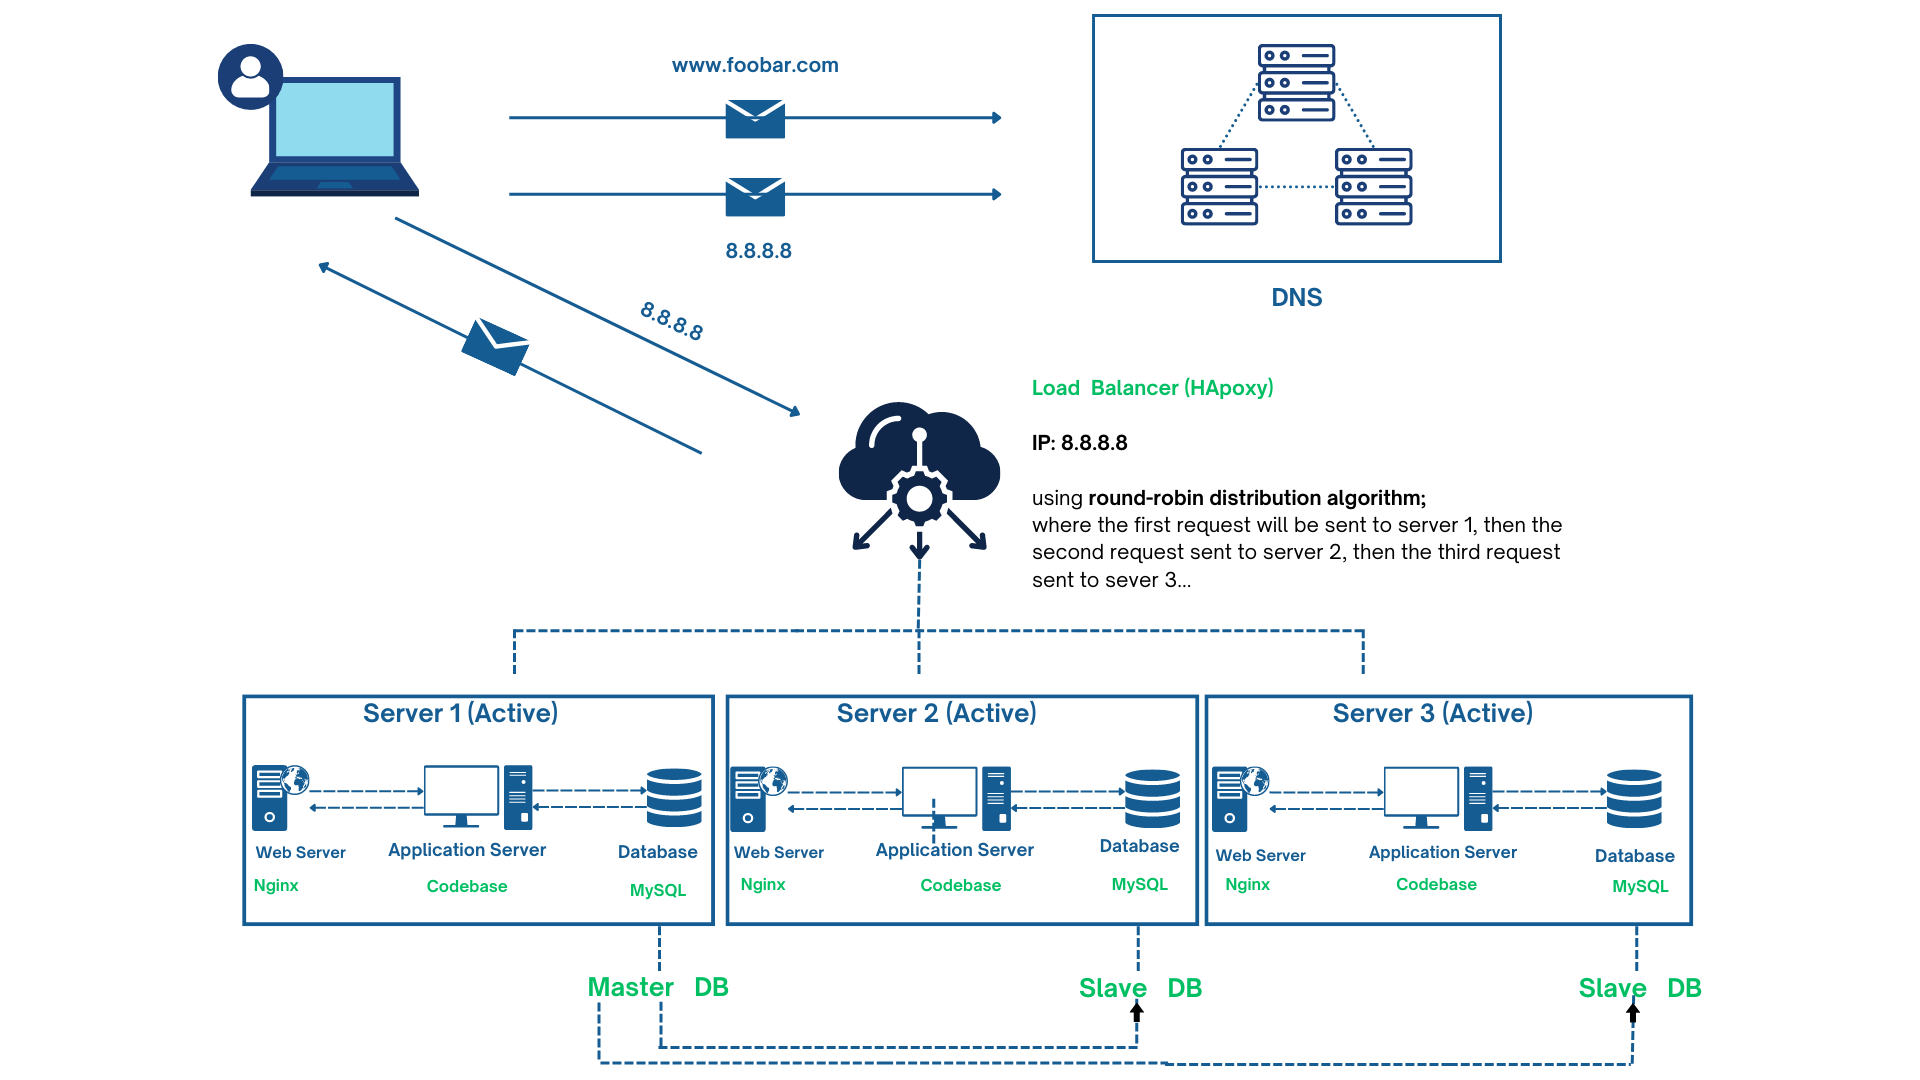 www.foobar.com
8.8.8.8
DNS
8.8.8.8
Load  Balancer (HApoxy)
IP: 8.8.8.8
using round-robin distribution algorithm;
where the first request will be sent to server 1, then the
second request sent to server 2, then the third request
sent to sever 3...
Server 1 (Active)
Web Server
Application Server
Database
Nginx
Codebase
MySQL
Server 2 (Active)
Web Server
Application Server
Database
Nginx
Codebase
MySQL
Server 3 (Active)
Web Server
Application Server
Database
Nginx
Codebase
MySQL
Master  DB
Slave  DB
Slave  DB